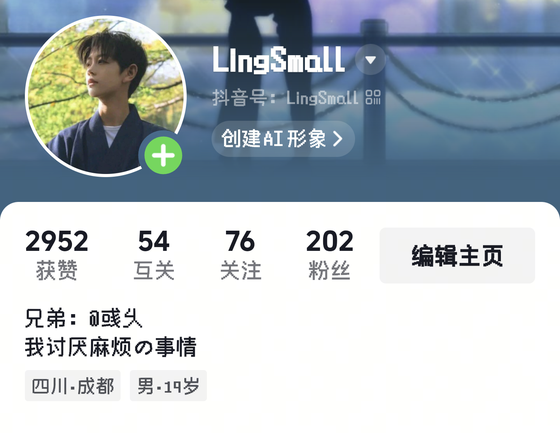 LingSmall
抖音号：LingSmall
创建AI形象
2952 54 76 202
获赞 互关 关注 粉丝
编辑主页
兄弟：@彧头
我讨厌麻烦の事情
四川·成都 男·19岁